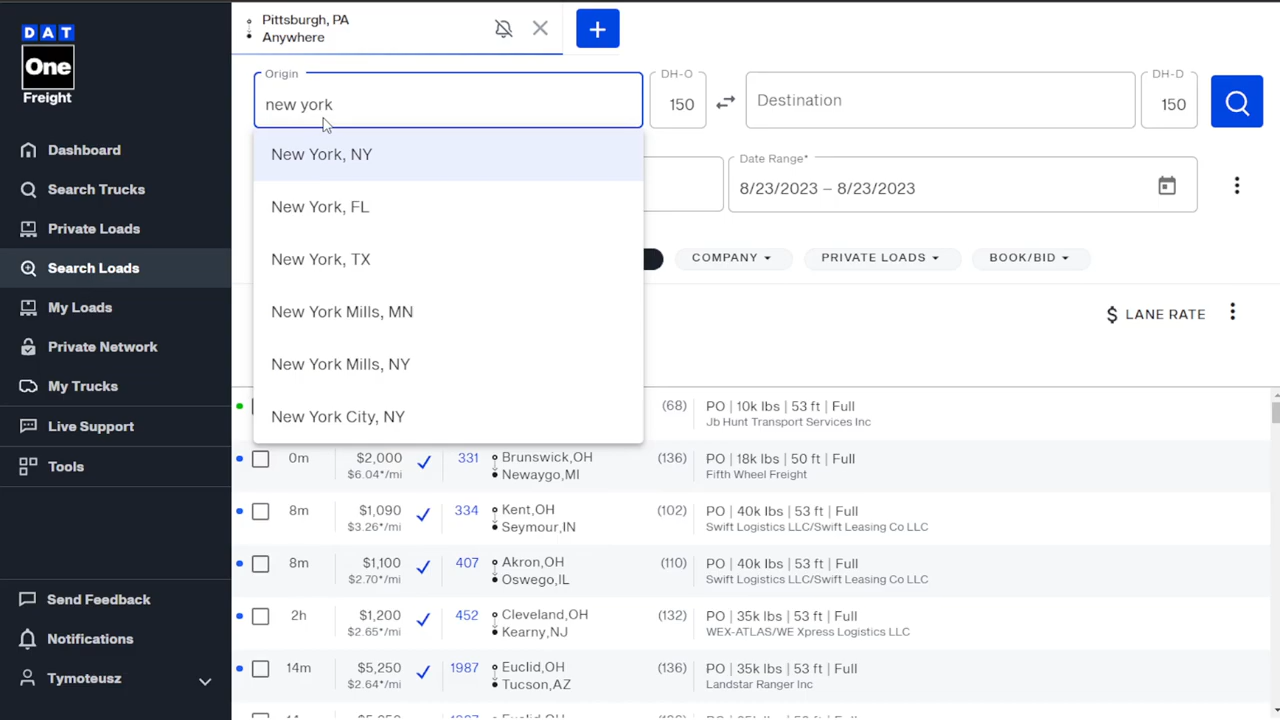 DAT
One
Freight
Dashboard
Search Trucks
Private Loads
Search Loads
My Loads
Private Network
My Trucks
Live Support
Tools
Send Feedback
Notifications
Tymoteusz
Pittsburgh, PA
Anywhere
Origin
new york
DH-O
150
Destination
DH-D
150
New York, NY
New York, FL
New York, TX
New York Mills, MN
New York Mills, NY
New York City, NY
Date Range*
8/23/2023 – 8/23/2023
COMPANY
PRIVATE LOADS
BOOK/BID
$ LANE RATE
(68) PO | 10k lbs | 53 ft | Full
Jb Hunt Transport Services Inc
0m $2,000 331 Brunswick,OH (136) PO | 18k lbs | 50 ft | Full
$6.04*/mi Newaygo,MI Fifth Wheel Freight
8m $1,090 334 Kent,OH (102) PO | 40k lbs | 53 ft | Full
$3.26*/mi Seymour,IN Swift Logistics LLC/Swift Leasing Co LLC
8m $1,100 407 Akron,OH (110) PO | 40k lbs | 53 ft | Full
$2.70*/mi Oswego,IL Swift Logistics LLC/Swift Leasing Co LLC
2h $1,200 452 Cleveland,OH (132) PO | 35k lbs | 53 ft | Full
$2.65*/mi Kearny,NJ WEX-ATLAS/WE Xpress Logistics LLC
14m $5,250 1987 Euclid,OH (136) PO | 35k lbs | 53 ft | Full
$2.64*/mi Tucson,AZ Landstar Ranger Inc